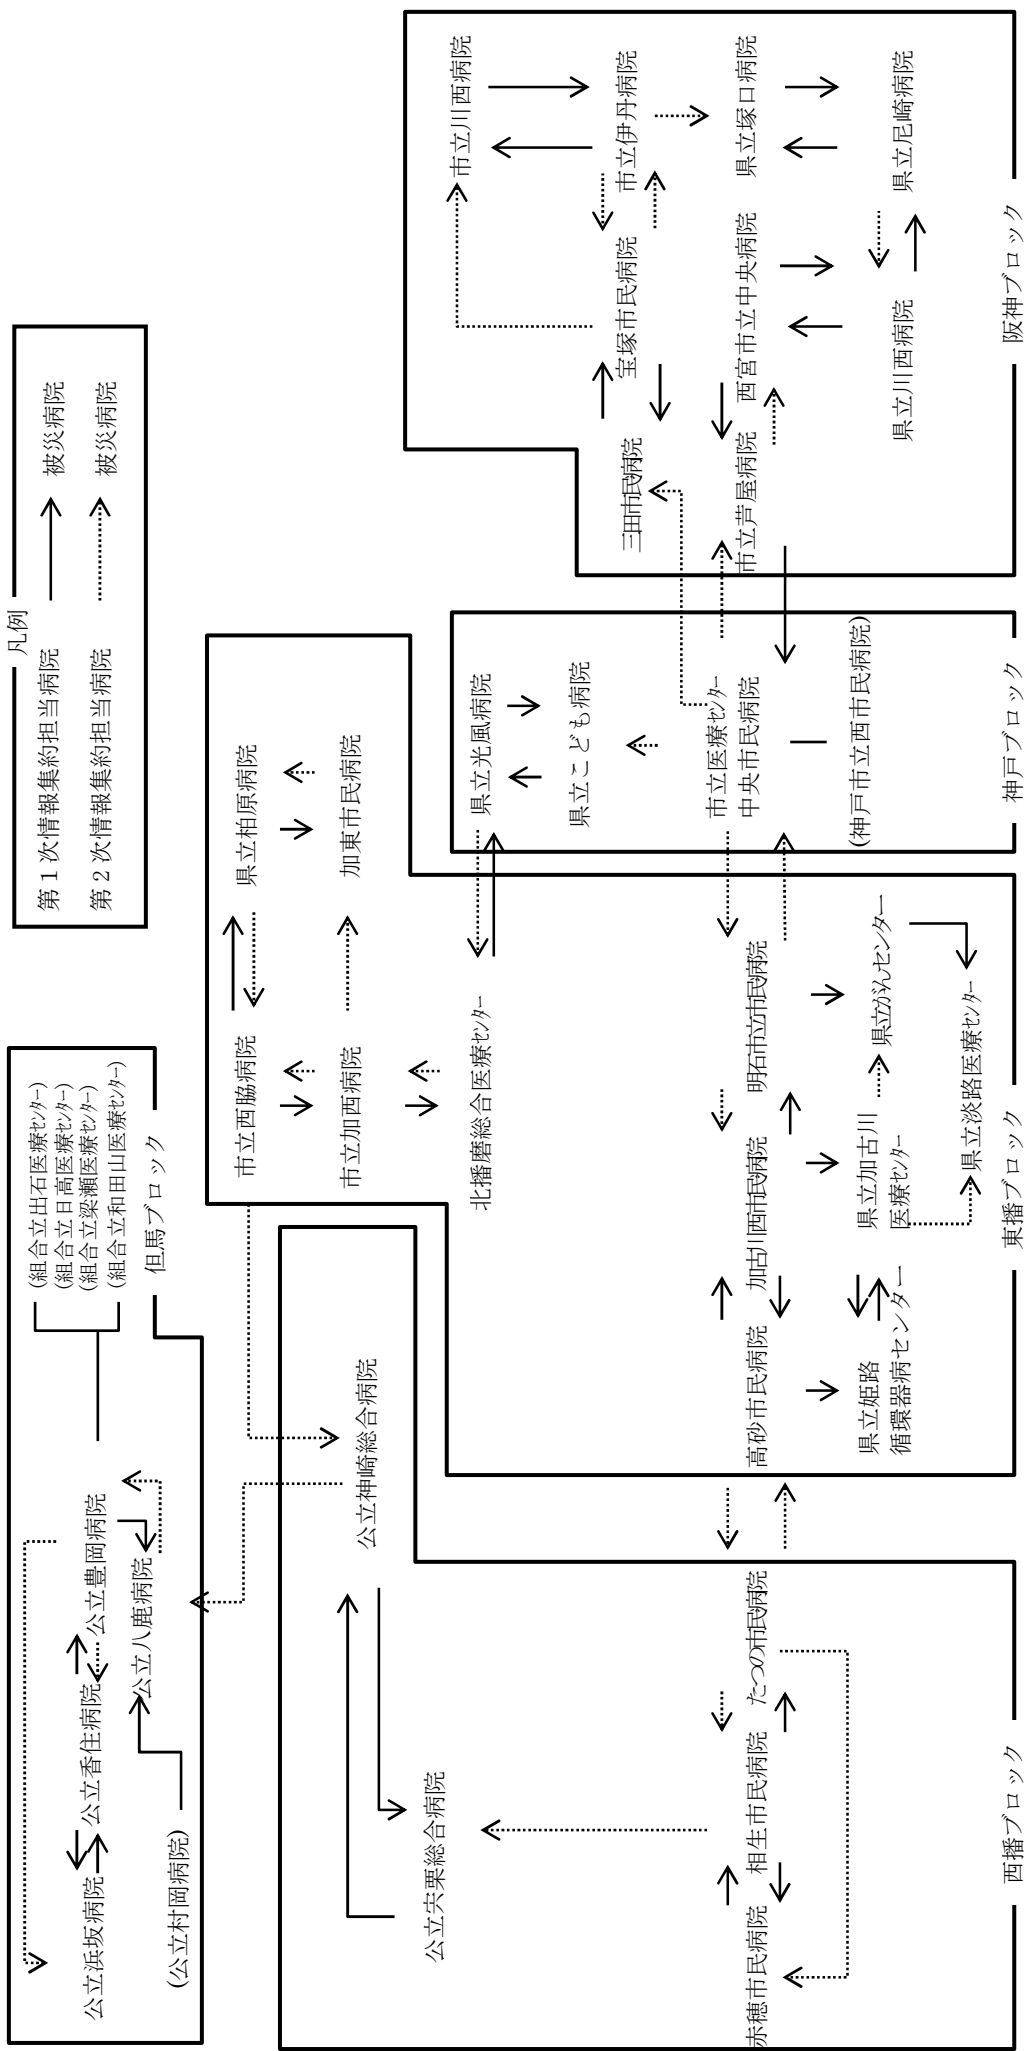 凡例
第１次情報集約担当病院
被災病院
第２次情報集約担当病院
被災病院
(組合立出石医療センター)
(組合立日高医療センター)
(組合立梁瀬医療センター)
(組合立和田山医療センター)
但馬ブロック
公立豊岡病院
公立八鹿病院
公立香住病院
公立浜坂病院
(公立村岡病院)
公立神崎総合病院
公立宍粟総合病院
たつの市民病院
相生市民病院
赤穂市民病院
西播ブロック
県立柏原病院
加東市民病院
市立西脇病院
市立加西病院
北播磨総合医療センター
明石市立市民病院
県立がんセンター
加古川西市民病院
県立加古川
医療センター
県立淡路医療センター
高砂市民病院
県立姫路
循環器病センター
東播ブロック
県立光風病院
県立こども病院
市立医療センター
中央市民病院
(神戸市立西市民病院)
神戸ブロック
市立川西病院
市立伊丹病院
県立塚口病院
県立尼崎病院
宝塚市民病院
西宮市立中央病院
県立川西病院
三田市民病院
市立芦屋病院
阪神ブロック